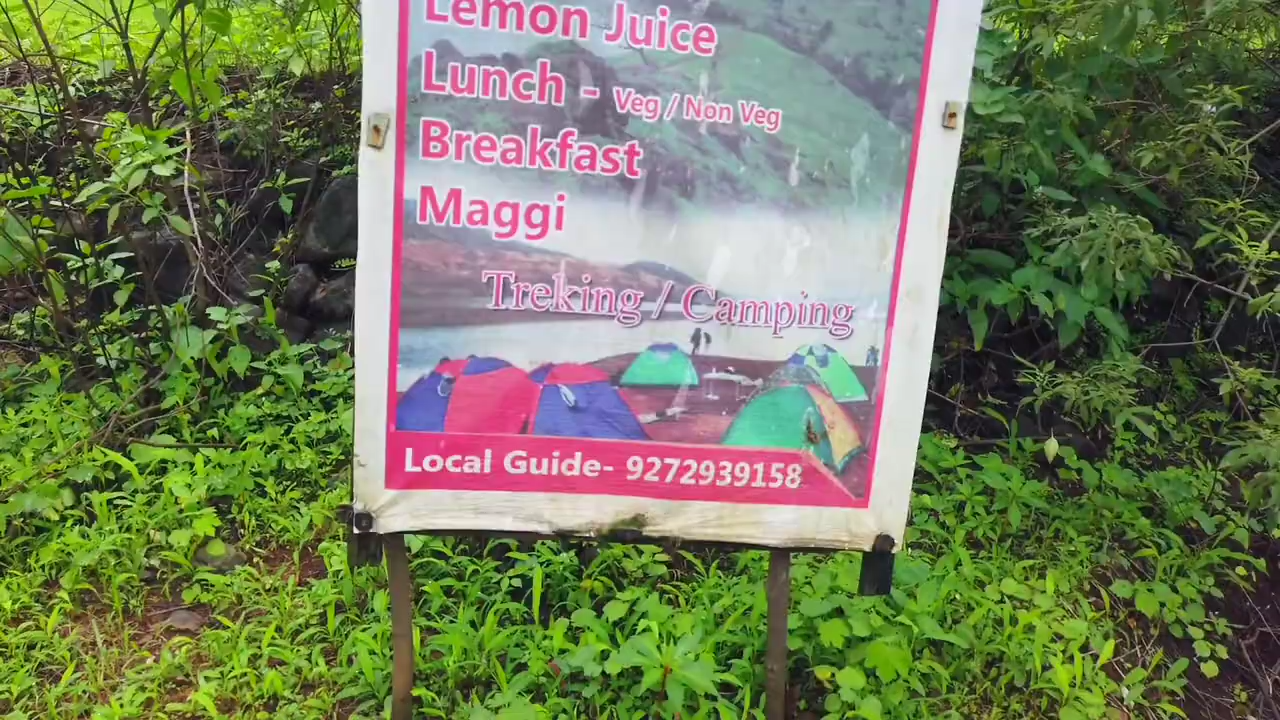 Lemon Juice
Lunch - Veg / Non Veg
Breakfast
Maggi
Treking / Camping
Local Guide- 9272939158